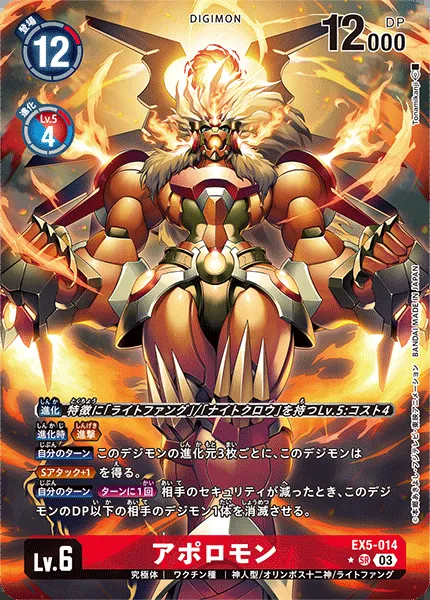 登場
12
DIGIMON
DP
12000
進化
Lv.5
4
Tonamikanji
BANDAI MADE IN JAPAN
進化 特徴に「ライトファング」/「ナイトクロウ」を持つLv.5:コスト4
進化時 進撃
自分のターン このデジモンの進化元3枚ごとに、このデジモンは
Sアタック+1 を得る。
自分のターン ターンに1回 相手のセキュリティが減ったとき、このデジ
モンのDP以下の相手のデジモン1体を消滅させる。
Lv.6
アポロモン
EX5-014
SR 03
究極体 | ワクチン種 | 神人型/オリンポス十二神/ライトファング